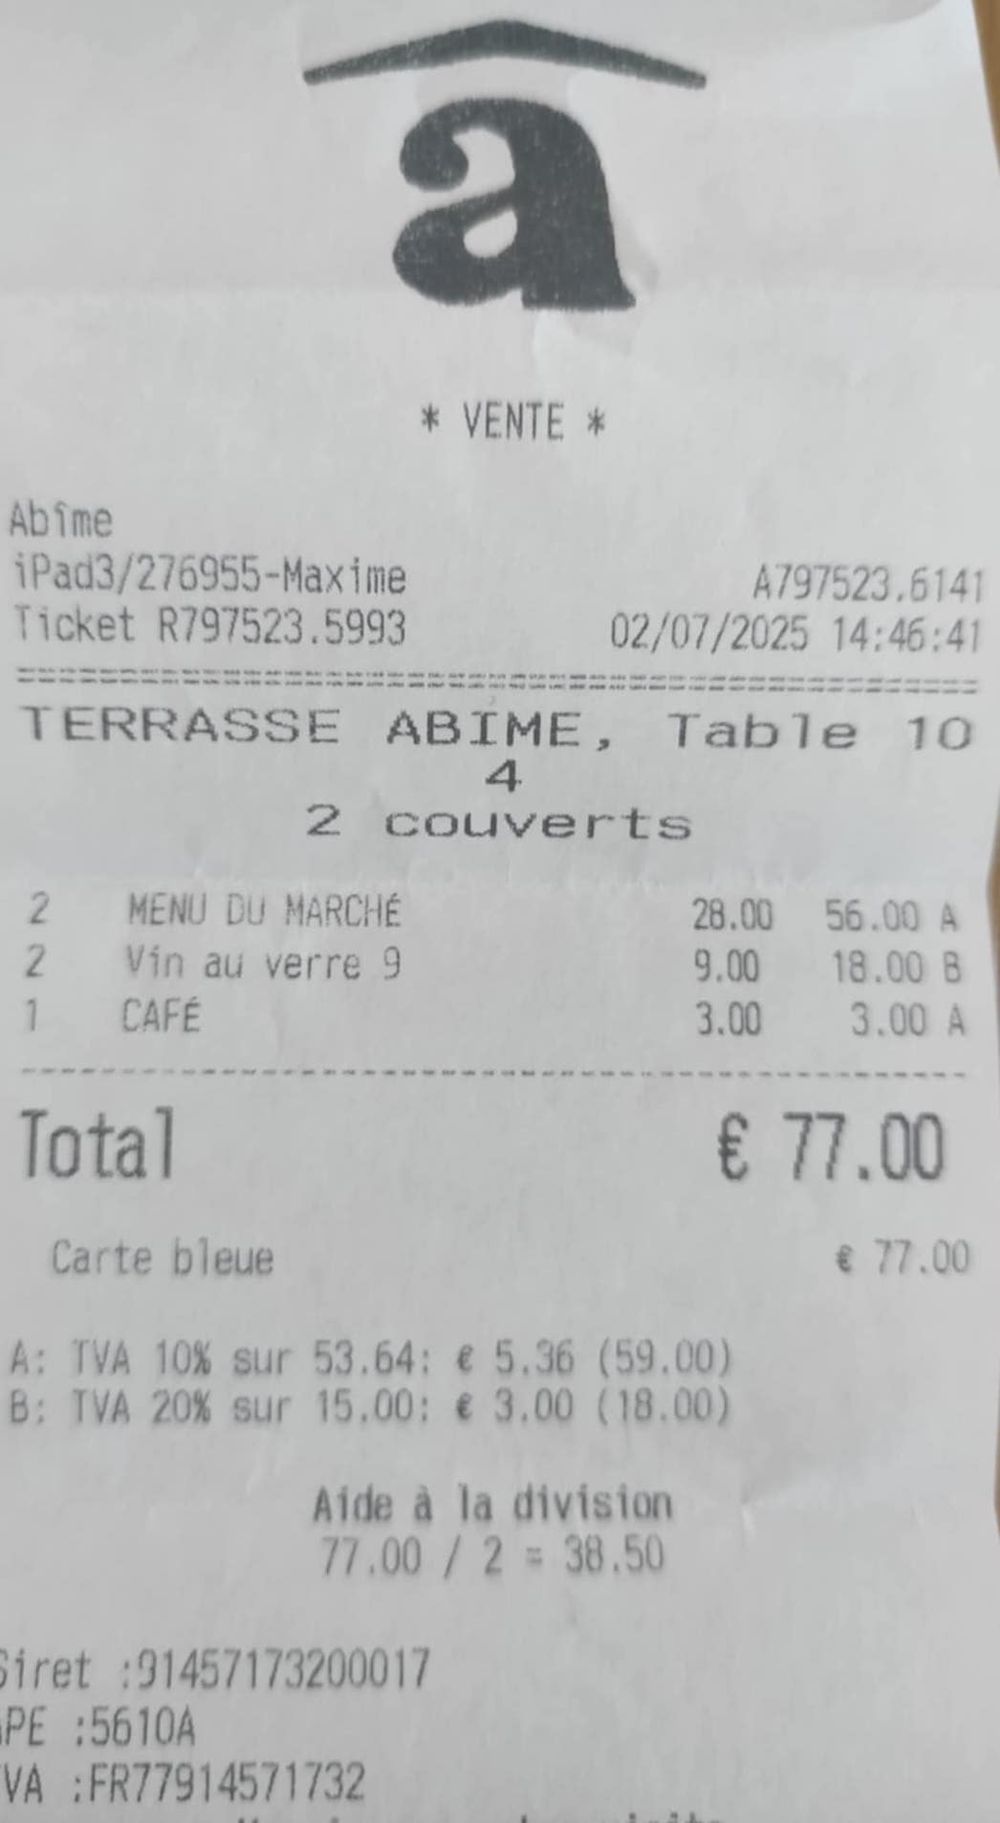 â
* VENTE *
Abîme
iPad3/276955-Maxime A797523.6141
Ticket R797523.5993 02/07/2025 14:46:41
TERRASSE ABIME, Table 10
4
2 couverts
2 MENU DU MARCHÉ 28.00 56.00 A
2 Vin au verre 9 9.00 18.00 B
1 CAFÉ 3.00 3.00 A
Total € 77.00
Carte bleue € 77.00
A: TVA 10% sur 53.64: € 5.36 (59.00)
B: TVA 20% sur 15.00: € 3.00 (18.00)
Aide à la division
77.00 / 2 = 38.50
Siret :91457173200017
APE :5610A
TVA :FR77914571732